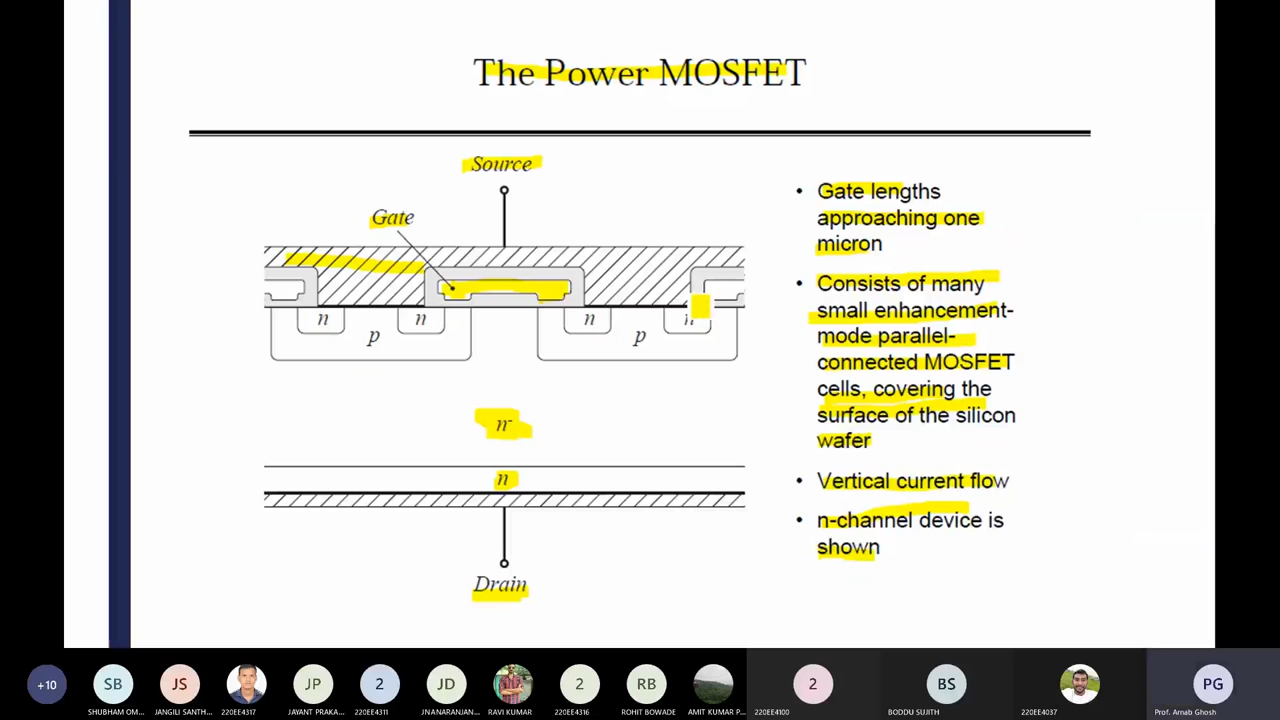 The Power MOSFET
Source
Gate
n
n
n
n
p
p
n-
n
Drain
• Gate lengths
approaching one
micron
• Consists of many
small enhancement-
mode parallel-
connected MOSFET
cells, covering the
surface of the silicon
wafer
• Vertical current flow
• n-channel device is
shown
+10
SB
JS
JP
2
JD
2
RB
2
BS
PG
SHUBHAM OM...
JANGILI SANTH...
220EE4317
JAYANT PRAKA...
220EE4311
JNANARANJAN...
RAVI KUMAR
220EE4316
ROHIT BOWADE
AMIT KUMAR P...
220EE4100
BODDU SUJITH
220EE4037
Prof. Arnab Ghosh